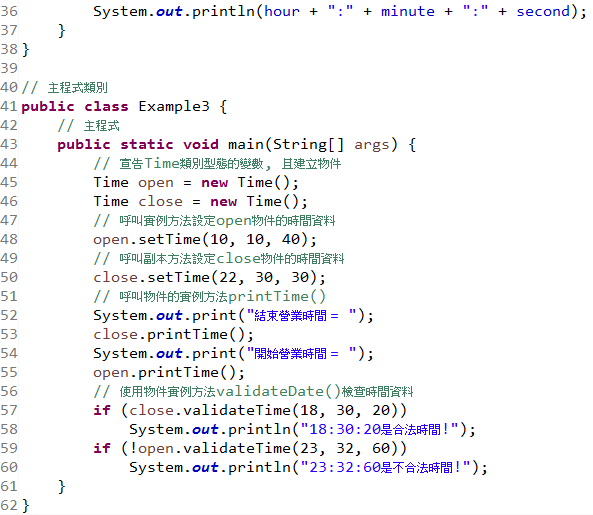 36        System.out.println(hour + ":" + minute + ":" + second);
37    }
38 }
39
40 // 主程式類別
41 public class Example3 {
42    // 主程式
43    public static void main(String[] args) {
44        // 宣告Time類別型態的變數, 且建立物件
45        Time open = new Time();
46        Time close = new Time();
47        // 呼叫實例方法設定open物件的時間資料
48        open.setTime(10, 10, 40);
49        // 呼叫副本方法設定close物件的時間資料
50        close.setTime(22, 30, 30);
51        // 呼叫物件的實例方法printTime()
52        System.out.print("結束營業時間 = ");
53        close.printTime();
54        System.out.print("開始營業時間 = ");
55        open.printTime();
56        // 使用物件實例方法validateDate()檢查時間資料
57        if (close.validateTime(18, 30, 20))
58            System.out.println("18:30:20是合法時間!");
59        if (!open.validateTime(23, 32, 60))
60            System.out.println("23:32:60是不合法時間!");
61    }
62 }